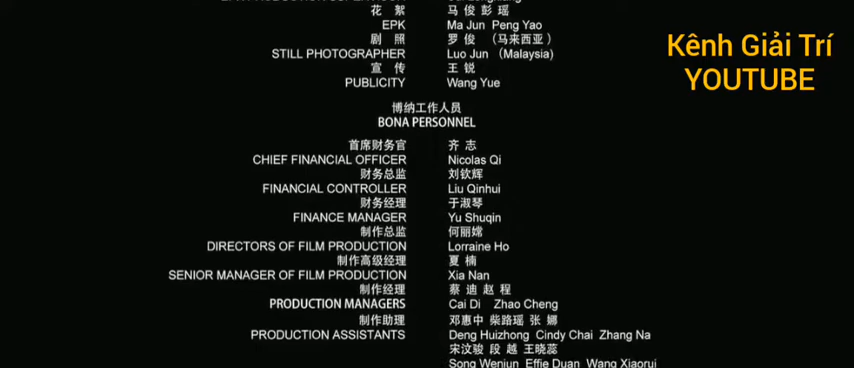 花 絮 马 俊 彭 瑶
EPK Ma Jun Peng Yao
剧 照 罗 俊 （马来西亚）
STILL PHOTOGRAPHER Luo Jun （Malaysia)
宣 传 王 锐
PUBLICITY Wang Yue
Kênh Giải Trí
YOUTUBE
博纳工作人员
BONA PERSONNEL
首席财务官 齐 志
CHIEF FINANCIAL OFFICER Nicolas Qi
财务总监 刘钦辉
FINANCIAL CONTROLLER Liu Qinhui
财务经理 于淑琴
FINANCE MANAGER Yu Shuqin
制作总监 何丽嫦
DIRECTORS OF FILM PRODUCTION Lorraine Ho
制作高级经理 夏 楠
SENIOR MANAGER OF FILM PRODUCTION Xia Nan
制作经理 蔡 迪 赵 程
PRODUCTION MANAGERS Cai Di Zhao Cheng
制作助理 邓惠中 柴路瑶 张 娜
PRODUCTION ASSISTANTS Deng Huizhong Cindy Chai Zhang Na
宋汶骏 段 越 王晓蕊
Song Wenjun Effie Duan Wang Xiaorui